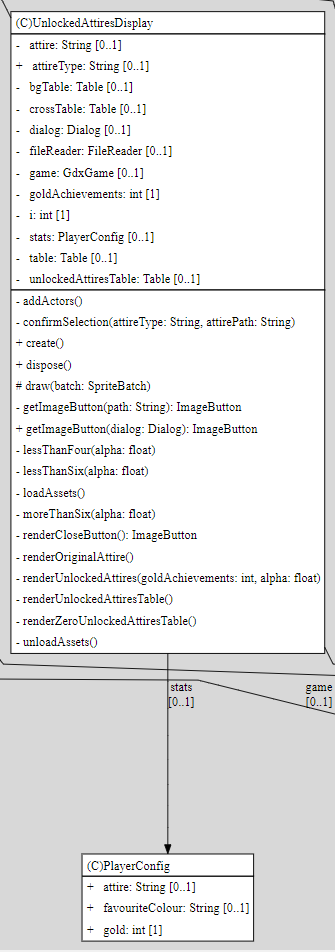 (C)UnlockedAttiresDisplay
- attire: String [0..1]
+ attireType: String [0..1]
- bgTable: Table [0..1]
- crossTable: Table [0..1]
- dialog: Dialog [0..1]
- fileReader: FileReader [0..1]
- game: GdxGame [0..1]
- goldAchievements: int [1]
- i: int [1]
- stats: PlayerConfig [0..1]
- table: Table [0..1]
- unlockedAttiresTable: Table [0..1]
- addActors()
- confirmSelection(attireType: String, attirePath: String)
+ create()
+ dispose()
# draw(batch: SpriteBatch)
- getImageButton(path: String): ImageButton
+ getImageButton(dialog: Dialog): ImageButton
- lessThanFour(alpha: float)
- lessThanSix(alpha: float)
- loadAssets()
- moreThanSix(alpha: float)
- renderCloseButton(): ImageButton
- renderOriginalAttire()
- renderUnlockedAttires(goldAchievements: int, alpha: float)
- renderUnlockedAttiresTable()
- renderZeroUnlockedAttiresTable()
- unloadAssets()
stats
[0..1]
game
[0..1]
(C)PlayerConfig
+ attire: String [0..1]
+ favouriteColour: String [0..1]
+ gold: int [1]